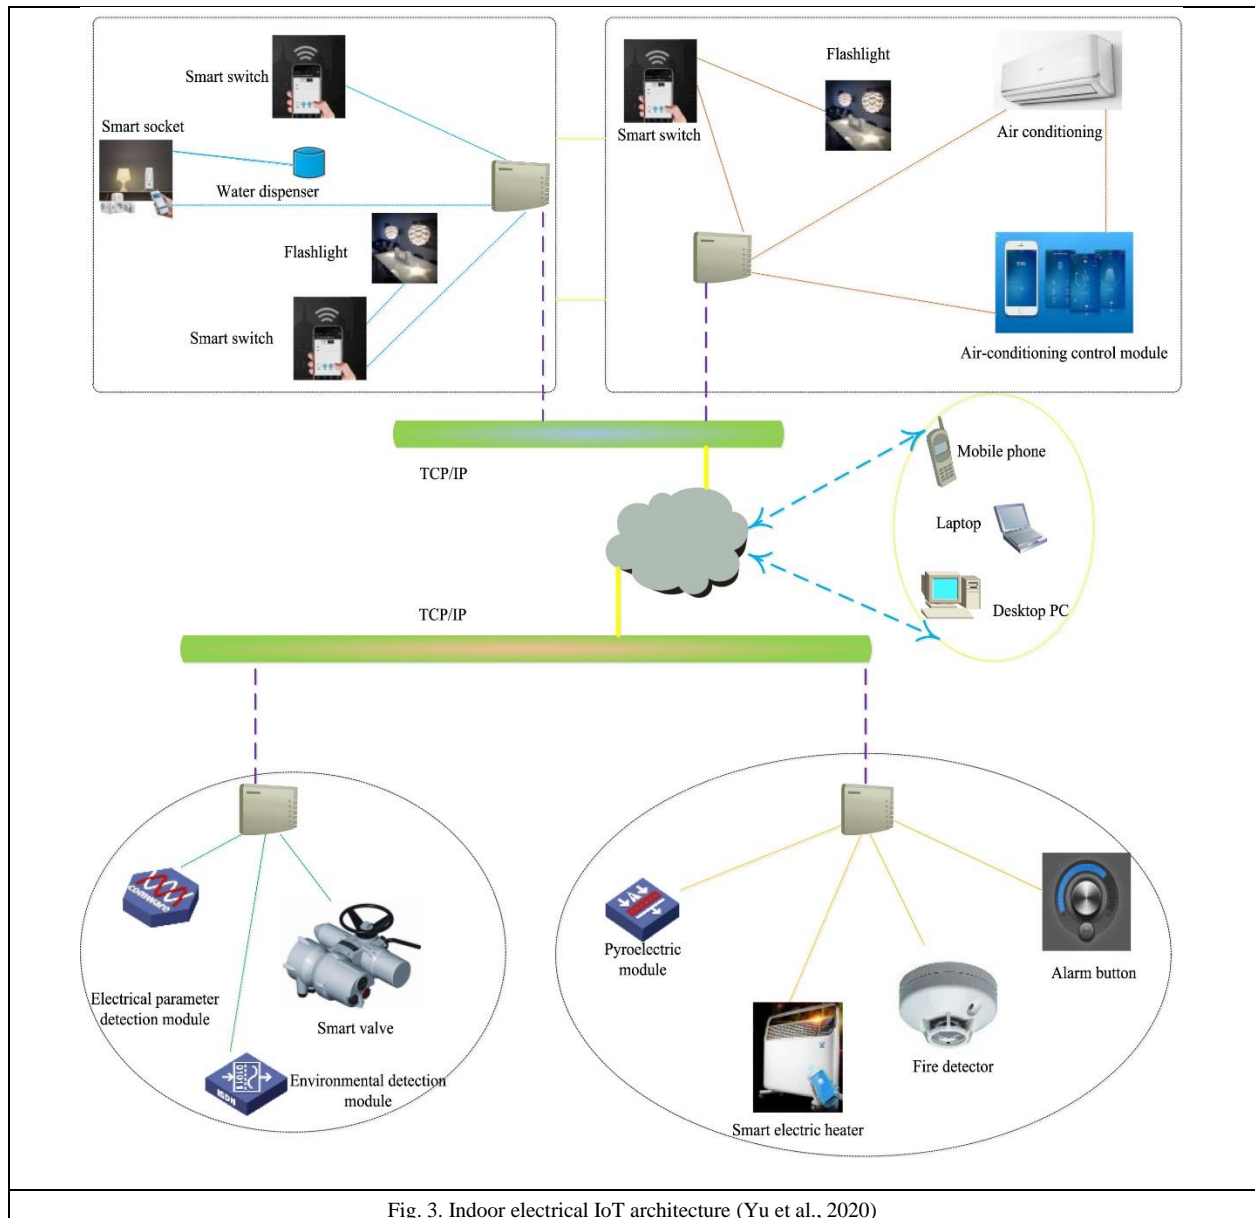 Smart switch
Smart socket
Water dispenser
Flashlight
Smart switch
Flashlight
Smart switch
Air conditioning
Air-conditioning control module
TCP/IP
Mobile phone
Laptop
Desktop PC
TCP/IP
comware
Electrical parameter
detection module
Smart valve
ISDN
Environmental detection
module
Pyroelectric
module
Smart electric heater
Fire detector
Alarm button
Fig. 3. Indoor electrical IoT architecture (Yu et al., 2020)